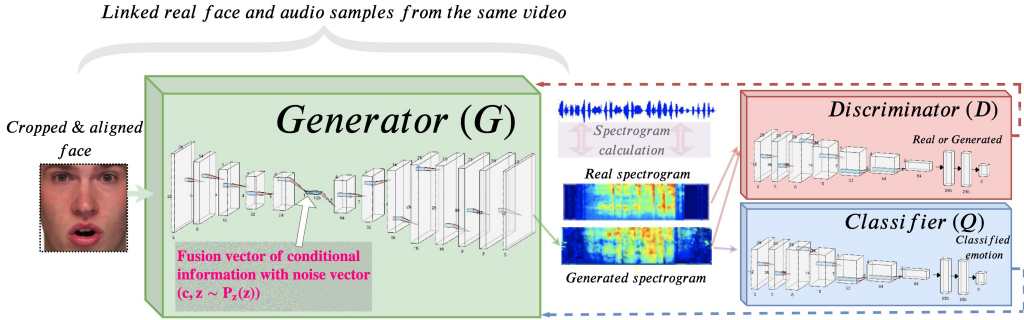 Linked real face and audio samples from the same video
Generator (G)
Cropped & aligned
face
Fusion vector of conditional
information with noise vector
(c, z ∼ P_z(z))
Spectrogram
calculation
Real spectrogram
Generated spectrogram
Discriminator (D)
Real or Generated
Classifier (Q)
Classified
emotion